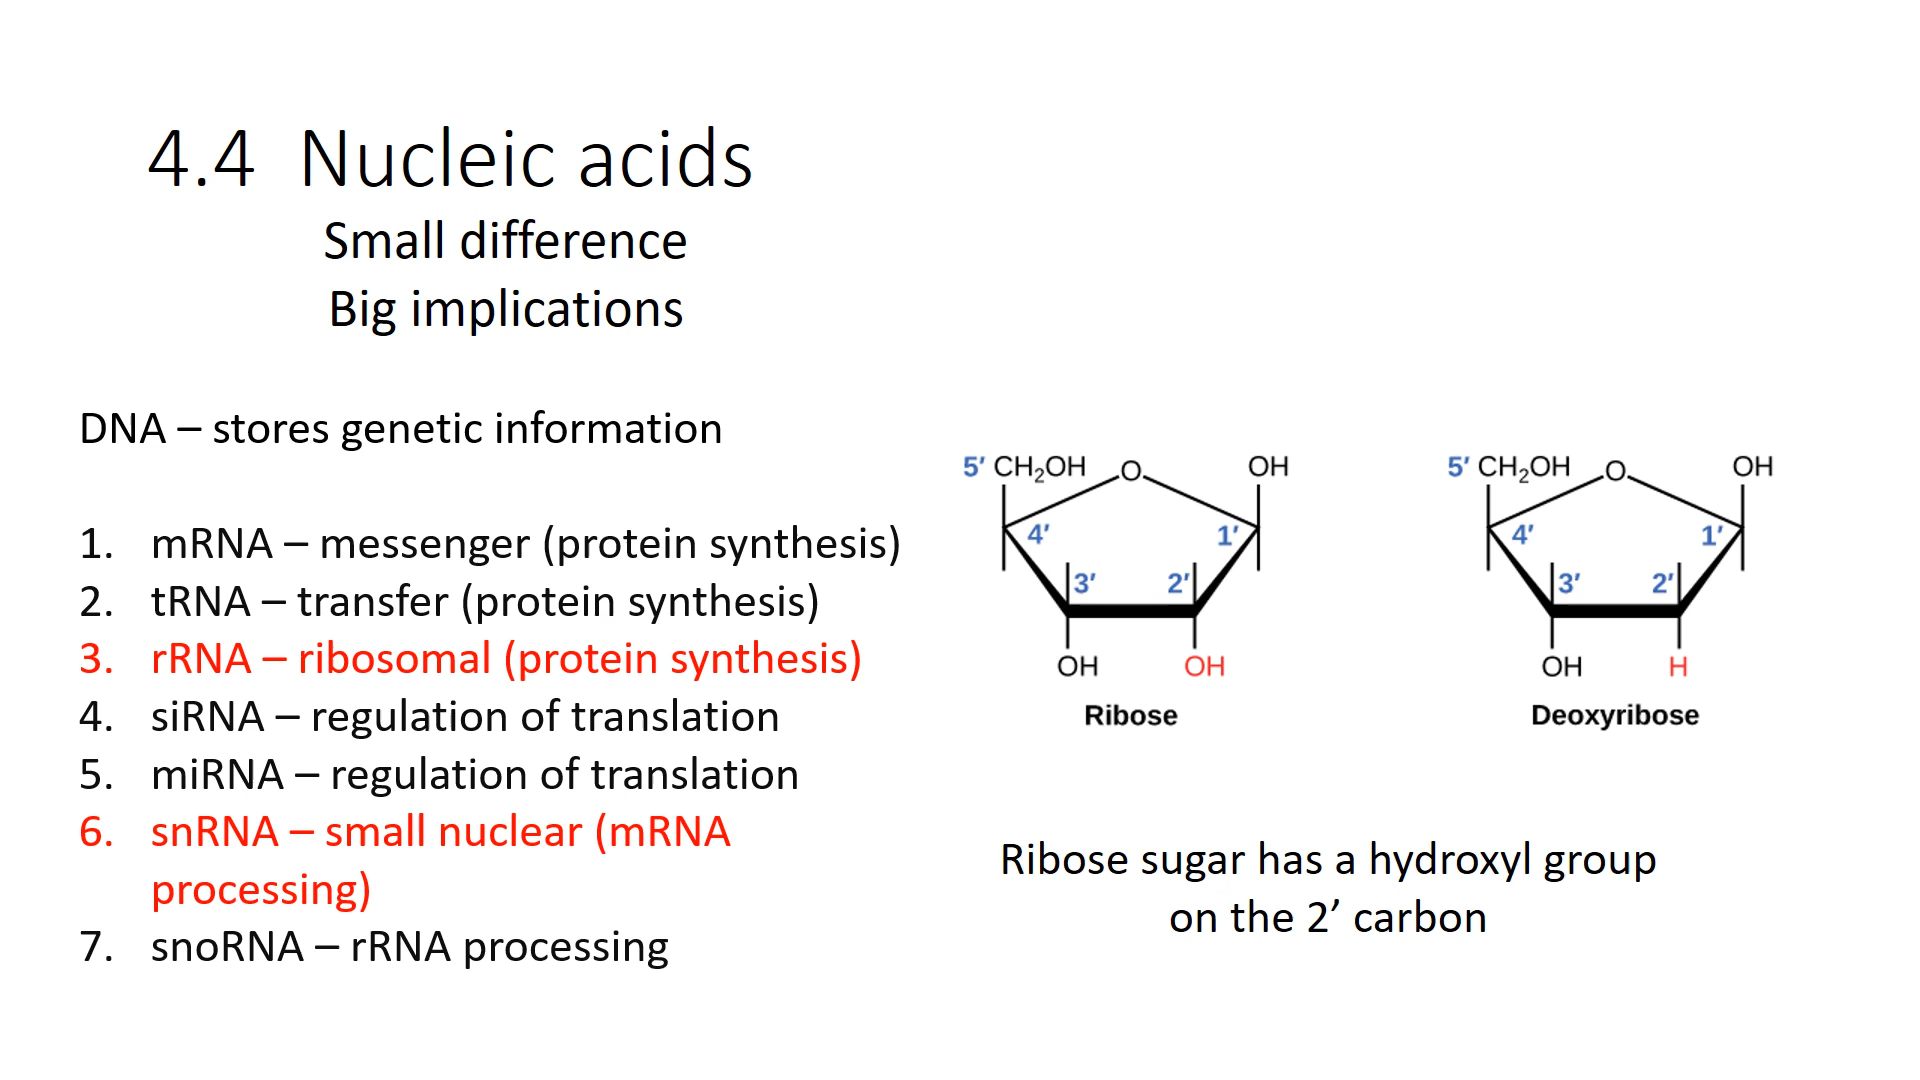 4.4 Nucleic acids
Small difference
Big implications
DNA – stores genetic information
1. mRNA – messenger (protein synthesis)
2. tRNA – transfer (protein synthesis)
3. rRNA – ribosomal (protein synthesis)
4. siRNA – regulation of translation
5. miRNA – regulation of translation
6. snRNA – small nuclear (mRNA
processing)
7. snoRNA – rRNA processing
5′ CH₂OH O OH
4′ 1′
3′ 2′
OH OH
Ribose
5′ CH₂OH O OH
4′ 1′
3′ 2′
OH H
Deoxyribose
Ribose sugar has a hydroxyl group
on the 2’ carbon